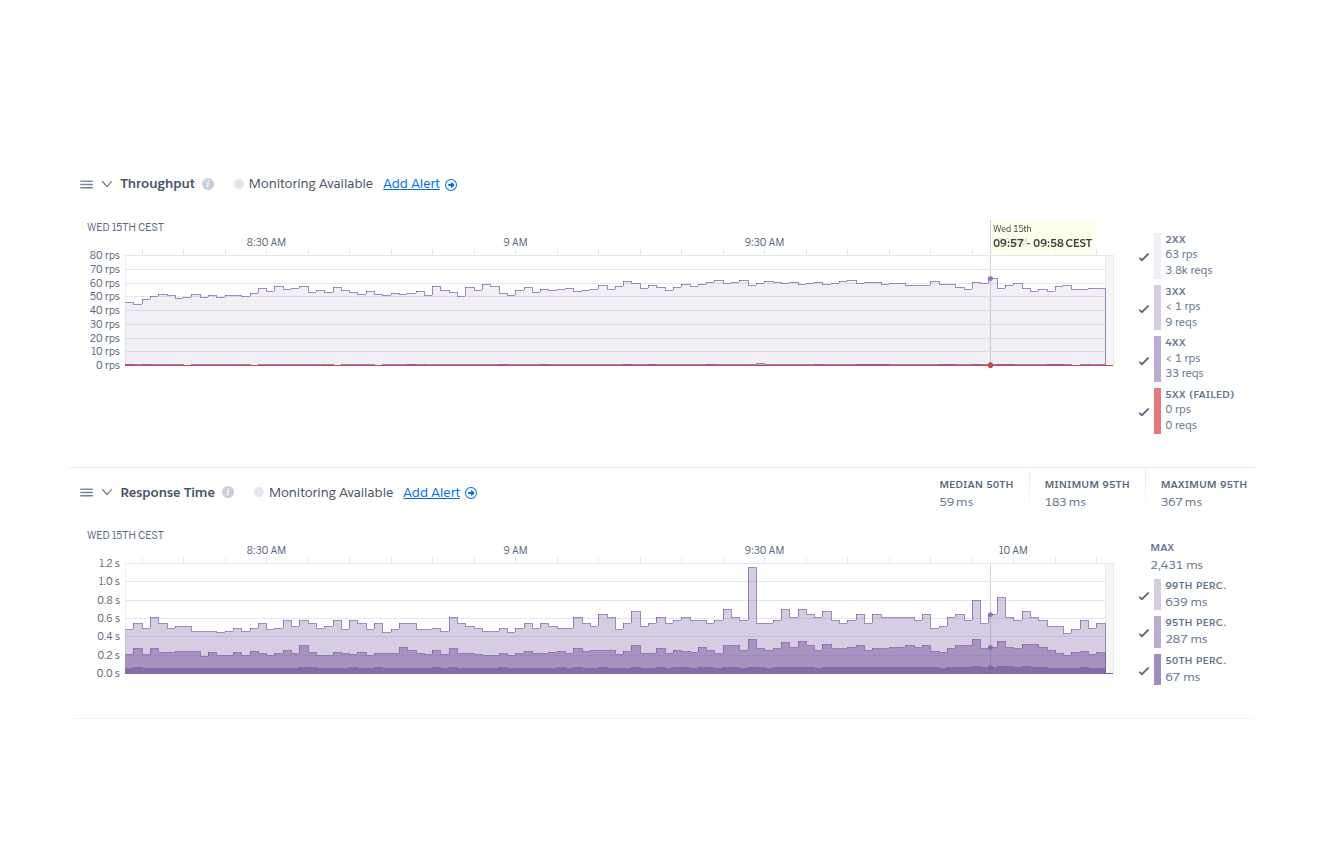 Throughput i Monitoring Available Add Alert
WED 15TH CEST
8:30 AM 9 AM 9:30 AM
Wed 15th
09:57 - 09:58 CEST
80 rps
70 rps
60 rps
50 rps
40 rps
30 rps
20 rps
10 rps
0 rps
2XX
63 rps
3.8k reqs
3XX
< 1 rps
9 reqs
4XX
< 1 rps
33 reqs
5XX (FAILED)
0 rps
0 reqs
Response Time i Monitoring Available Add Alert
MEDIAN 50TH
59 ms
MINIMUM 95TH
183 ms
MAXIMUM 95TH
367 ms
WED 15TH CEST
8:30 AM 9 AM 9:30 AM 10 AM
1.2 s
1.0 s
0.8 s
0.6 s
0.4 s
0.2 s
0.0 s
MAX
2,431 ms
99TH PERC.
639 ms
95TH PERC.
287 ms
50TH PERC.
67 ms